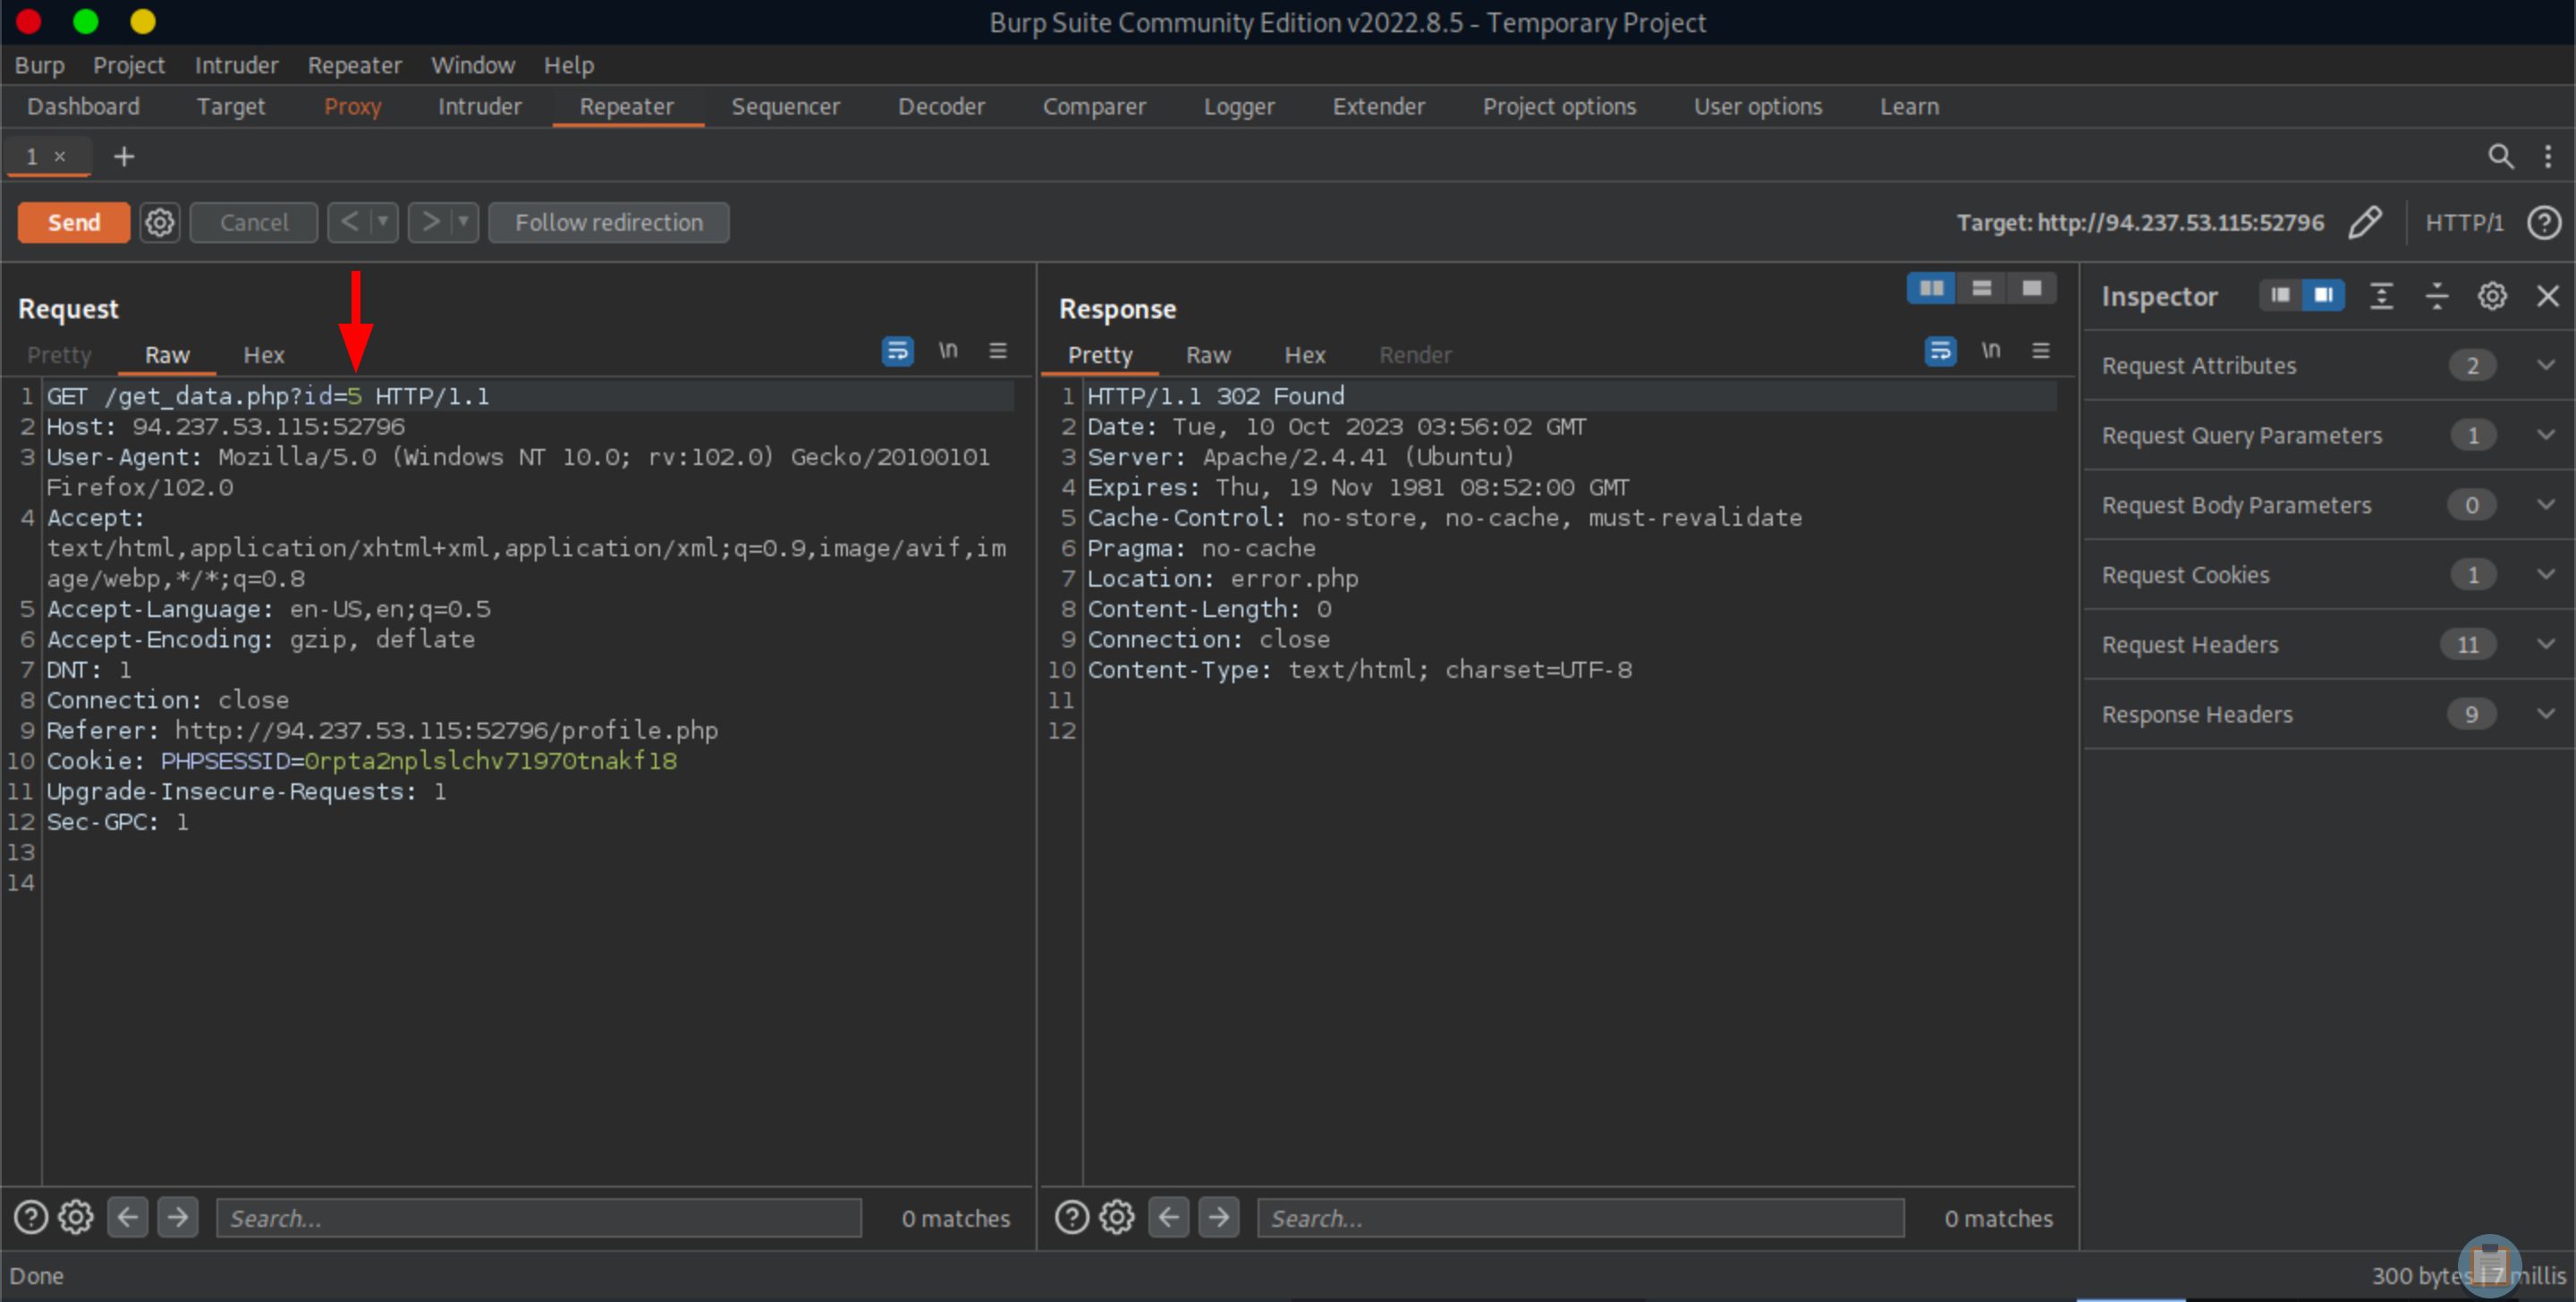 Burp Suite Community Edition v2022.8.5 - Temporary Project
Burp Project Intruder Repeater Window Help
Dashboard Target Proxy Intruder Repeater Sequencer Decoder Comparer Logger Extender Project options User options Learn
1 × +
Send Cancel < > Follow redirection Target: http://94.237.53.115:52796 HTTP/1
Request
Pretty Raw Hex \n
1 GET /get_data.php?id=5 HTTP/1.1
2 Host: 94.237.53.115:52796
3 User-Agent: Mozilla/5.0 (Windows NT 10.0; rv:102.0) Gecko/20100101
Firefox/102.0
4 Accept:
text/html,application/xhtml+xml,application/xml;q=0.9,image/avif,im
age/webp,*/*;q=0.8
5 Accept-Language: en-US,en;q=0.5
6 Accept-Encoding: gzip, deflate
7 DNT: 1
8 Connection: close
9 Referer: http://94.237.53.115:52796/profile.php
10 Cookie: PHPSESSID=0rpta2nplslchv71970tnakf18
11 Upgrade-Insecure-Requests: 1
12 Sec-GPC: 1
13
14
Search...
0 matches
Response
Pretty Raw Hex Render \n
1 HTTP/1.1 302 Found
2 Date: Tue, 10 Oct 2023 03:56:02 GMT
3 Server: Apache/2.4.41 (Ubuntu)
4 Expires: Thu, 19 Nov 1981 08:52:00 GMT
5 Cache-Control: no-store, no-cache, must-revalidate
6 Pragma: no-cache
7 Location: error.php
8 Content-Length: 0
9 Connection: close
10 Content-Type: text/html; charset=UTF-8
11
12
Search...
0 matches
Inspector
Request Attributes 2
Request Query Parameters 1
Request Body Parameters 0
Request Cookies 1
Request Headers 11
Response Headers 9
Done
300 bytes | 7 millis